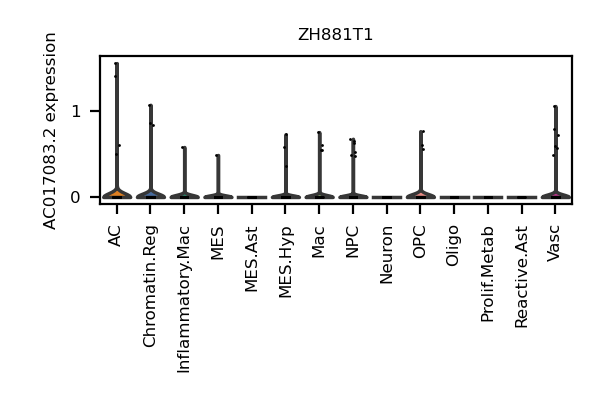 ZH881T1
AC017083.2 expression
1
0
AC
Chromatin.Reg
Inflammatory.Mac
MES
MES.Ast
MES.Hyp
Mac
NPC
Neuron
OPC
Oligo
Prolif.Metab
Reactive.Ast
Vasc